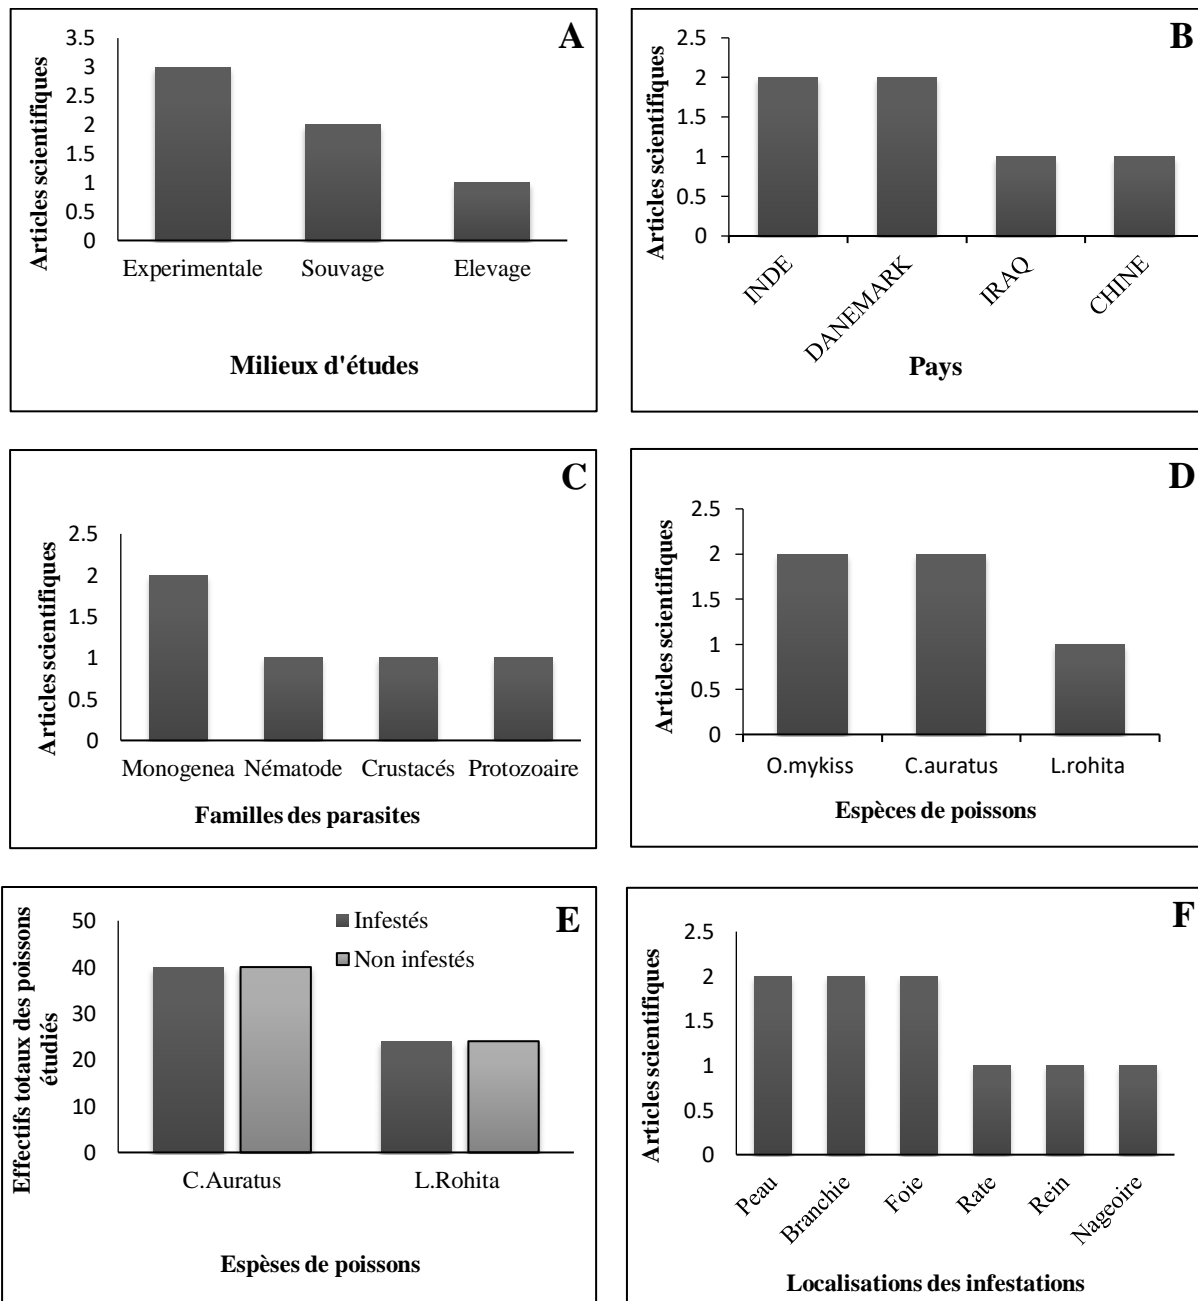 A
Articles scientifiques
3.5
3
2.5
2
1.5
1
0.5
0
Experimentale Souvage Elevage
Milieux d'études
B
Articles scientifiques
2.5
2
1.5
1
0.5
0
INDE DANEMARK IRAQ CHINE
Pays
C
Articles scientifiques
2.5
2
1.5
1
0.5
0
Monogenea Nématode Crustacés Protozoaire
Familles des parasites
D
Articles scientifiques
2.5
2
1.5
1
0.5
0
O.mykiss C.auratus L.rohita
Espèces de poissons
E
Effectifs totaux des poissons
étudiés
50
40
30
20
10
0
Infestés
Non infestés
C.Auratus L.Rohita
Espèses de poissons
F
Articles scientifiques
2.5
2
1.5
1
0.5
0
Peau Branchie Foie Rate Rein Nageoire
Localisations des infestations